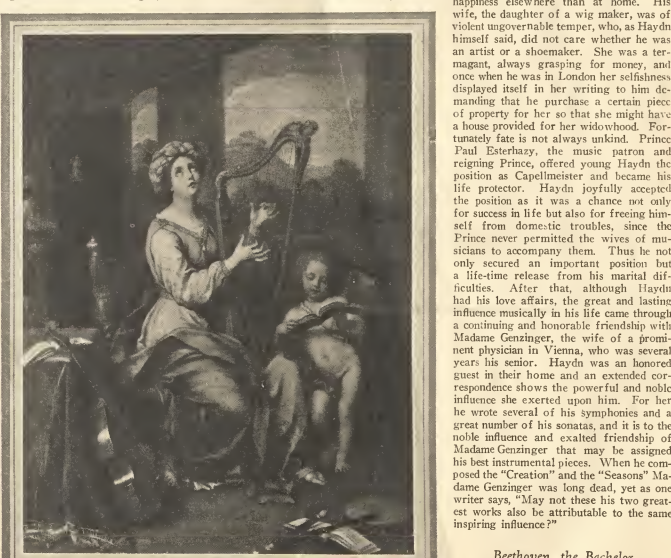 happiness elsewhere than at home. His
wife, the daughter of a wig maker, was of
violent ungovernable temper, who, as Haydn
himself said, did not care whether he was
an artist or a shoemaker. She was a ter-
magant, always grasping for money, and
once when he was in London her selfishness
displayed itself in her writing to him de-
manding that he purchase a certain piece
of property for her so that she might have
a house provided for her widowhood. For-
tunately fate is not always unkind. Prince
Paul Esterhazy, the music patron and
reigning Prince, offered young Haydn the
position as Capellmeister and became his
life protector. Haydn joyfully accepted
the position as it was a chance not only
for success in life but also for freeing him-
self from domestic troubles, since the
Prince never permitted the wives of mu-
sicians to accompany them. Thus he not
only secured an important position but
a life-time release from his marital dif-
ficulties. After that, although Haydn
had his love affairs, the great and lasting
influence musically in his life came through
a continuing and honorable friendship with
Madame Genzinger, the wife of a promi-
nent physician in Vienna, who was several
years his senior. Haydn was an honored
guest in their home and an extended cor-
respondence shows the powerful and noble
influence she exerted upon him. For her
he wrote several of his symphonies and a
great number of his sonatas, and it is to the
noble influence and exalted friendship of
Madame Genzinger that may be assigned
his best instrumental pieces. When he com-
posed the "Creation" and the "Seasons" Ma-
dame Genzinger was long dead, yet as one
writer says, "May not these his two great-
est works also be attributable to the same
inspiring influence?"
Beethoven, the Bachelor